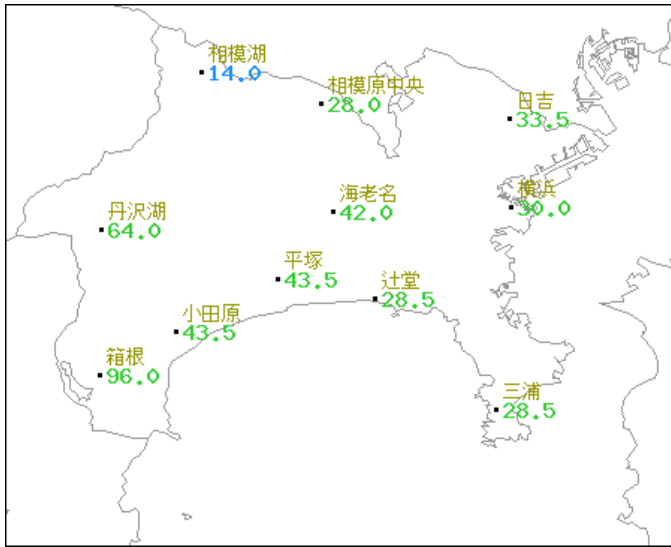 相模湖
14.0
相模原中央
28.0
日吉
33.5
海老名
42.0
横浜
30.0
丹沢湖
64.0
平塚
43.5
辻堂
28.5
小田原
43.5
箱根
96.0
三浦
28.5